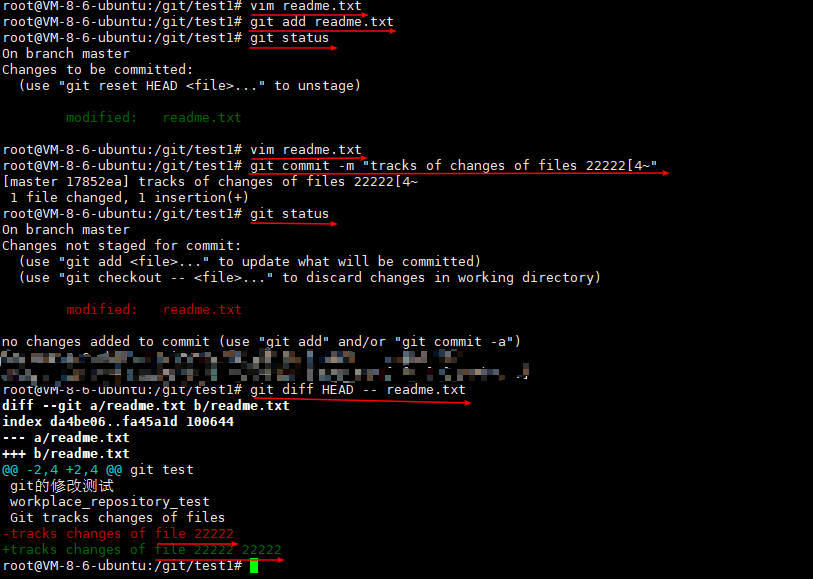 root@VM-8-6-ubuntu:/git/test1# vim readme.txt
root@VM-8-6-ubuntu:/git/test1# git add readme.txt
root@VM-8-6-ubuntu:/git/test1# git status
On branch master
Changes to be committed:
  (use "git reset HEAD <file>..." to unstage)
        modified:   readme.txt
root@VM-8-6-ubuntu:/git/test1# vim readme.txt
root@VM-8-6-ubuntu:/git/test1# git commit -m "tracks of changes of files 22222[4~"
[master 17852ea] tracks of changes of files 22222[4~
 1 file changed, 1 insertion(+)
root@VM-8-6-ubuntu:/git/test1# git status
On branch master
Changes not staged for commit:
  (use "git add <file>..." to update what will be committed)
  (use "git checkout -- <file>..." to discard changes in working directory)
        modified:   readme.txt
no changes added to commit (use "git add" and/or "git commit -a")
root@VM-8-6-ubuntu:/git/test1# git diff HEAD -- readme.txt
diff --git a/readme.txt b/readme.txt
index da4be06..fa45a1d 100644
--- a/readme.txt
+++ b/readme.txt
@@ -2,4 +2,4 @@ git test
 git的修改测试
 workplace_repository_test
 Git tracks changes of files
-tracks changes of file 22222
+tracks changes of file 22222 22222
root@VM-8-6-ubuntu:/git/test1#